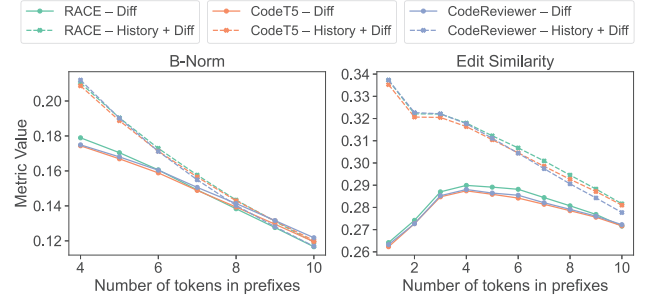 RACE – Diff
RACE – History + Diff
CodeT5 – Diff
CodeT5 – History + Diff
CodeReviewer – Diff
CodeReviewer – History + Diff
B-Norm
Metric Value
0.20
0.18
0.16
0.14
0.12
4 6 8 10
Number of tokens in prefixes
Edit Similarity
0.34
0.33
0.32
0.31
0.30
0.29
0.28
0.27
0.26
2 4 6 8 10
Number of tokens in prefixes